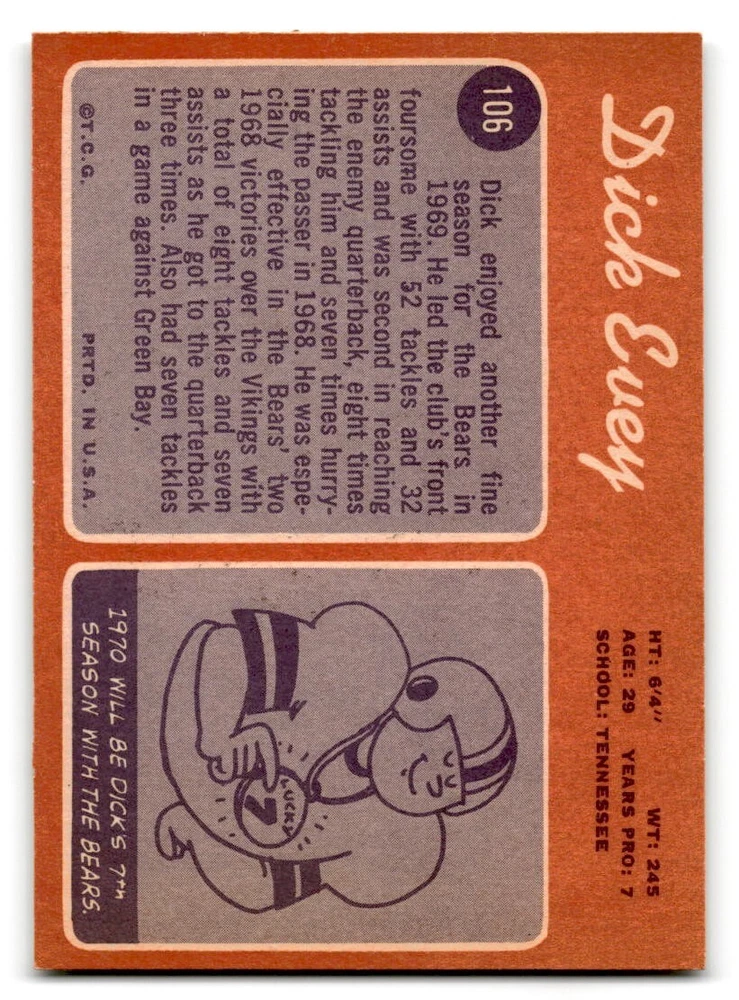 Dick Evey
HT: 6'4" WT: 245
AGE: 29 YEARS PRO: 7
SCHOOL: TENNESSEE
106
Dick enjoyed another fine
season for the Bears in
1969. He led the club's front
foursome with 52 tackles and 32
assists and was second in reaching
the enemy quarterback, eight times
tackling him and seven times hurry-
ing the passer in 1968. He was espe-
cially effective in the Bears' two
1968 victories over the Vikings with
a total of eight tackles and seven
assists as he got to the quarterback
three times. Also had seven tackles
in a game against Green Bay.
©T.C.G. PRTD. IN U.S.A.
LUCKY
7
1970 WILL BE DICK'S 7TH
SEASON WITH THE BEARS.